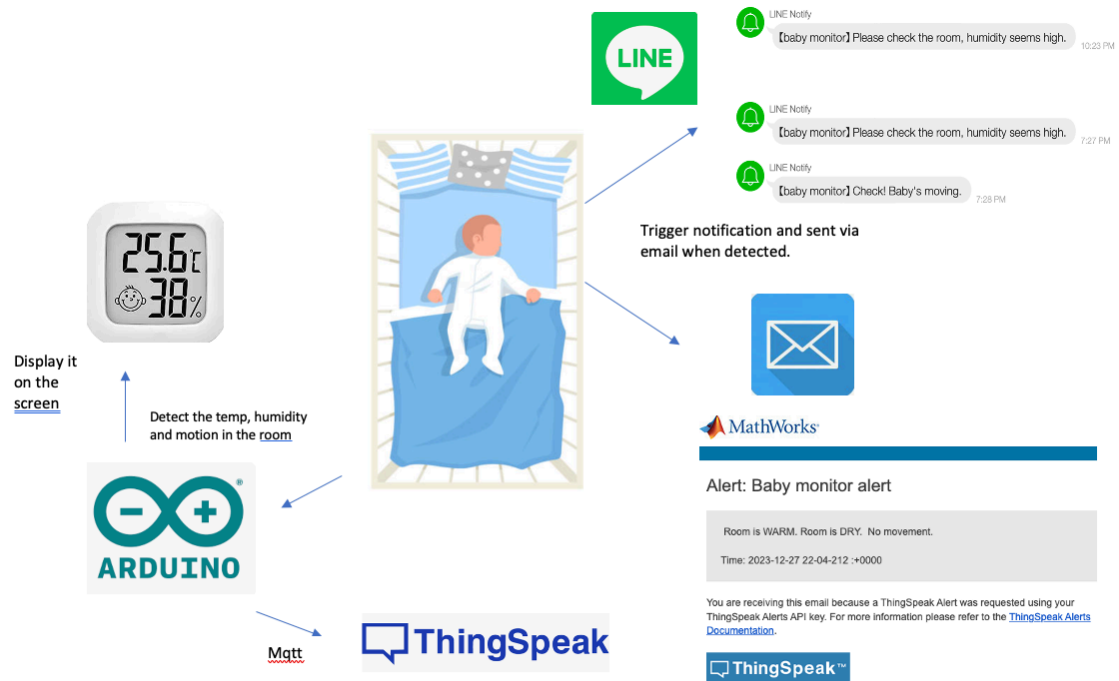 LINE
LINE Notify
【baby monitor】Please check the room, humidity seems high.
10:23 PM
LINE Notify
【baby monitor】Please check the room, humidity seems high.
7:27 PM
LINE Notify
【baby monitor】Check! Baby's moving.
7:28 PM
Trigger notification and sent via
email when detected.
25.6℃
38%
Display it
on the
screen
Detect the temp, humidity
and motion in the room
ARDUINO
®
Mqtt
ThingSpeak
MathWorks®
Alert: Baby monitor alert
Room is WARM. Room is DRY.  No movement.
Time: 2023-12-27 22-04-212 :+0000
You are receiving this email because a ThingSpeak Alert was requested using your
ThingSpeak Alerts API key. For more information please refer to the ThingSpeak Alerts
Documentation.
ThingSpeak™